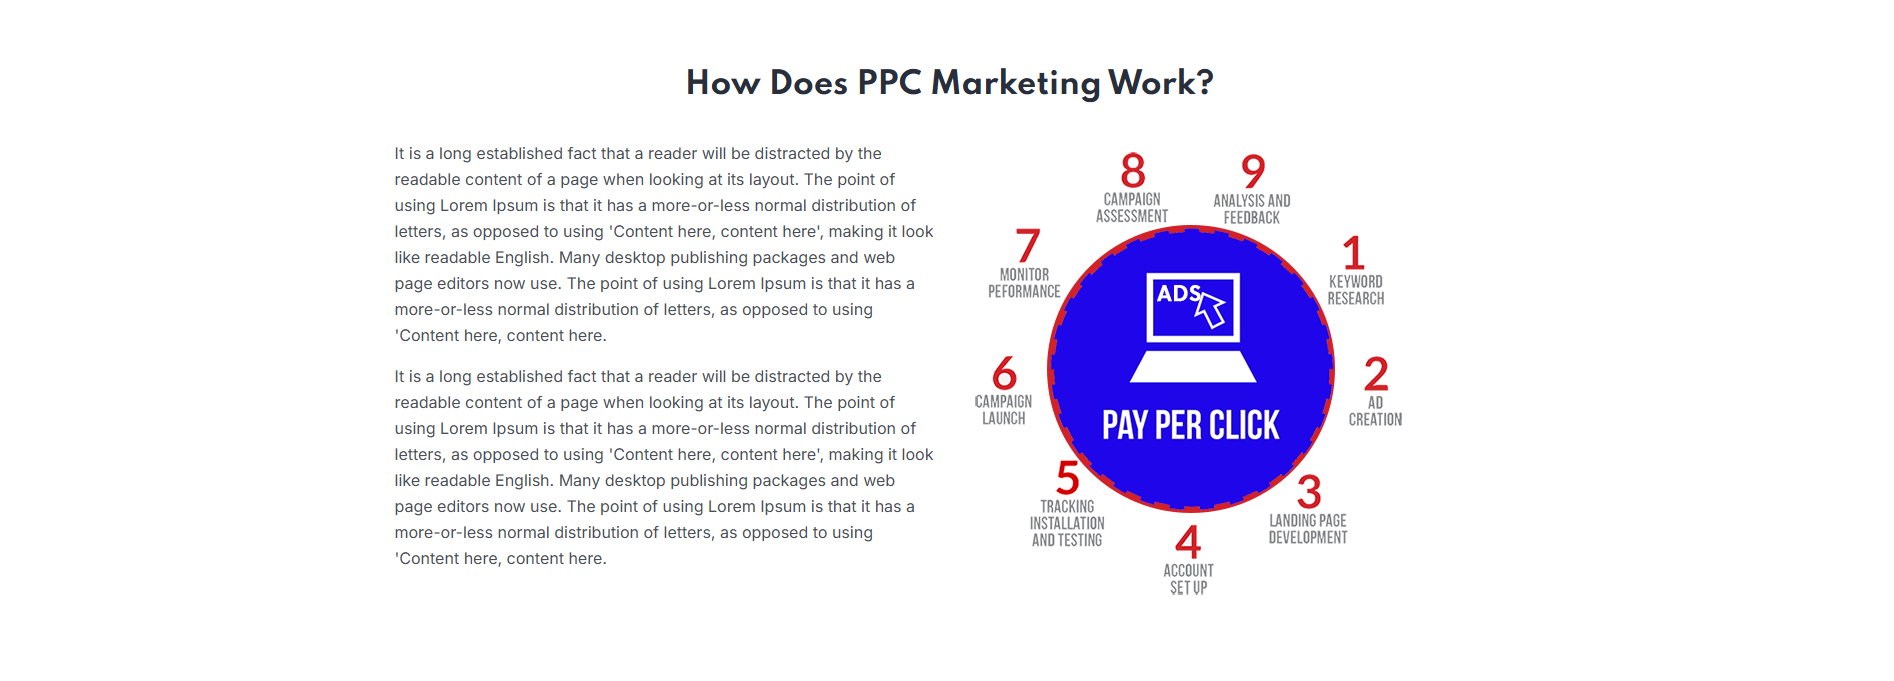 How Does PPC Marketing Work?
It is a long established fact that a reader will be distracted by the
readable content of a page when looking at its layout. The point of
using Lorem Ipsum is that it has a more-or-less normal distribution of
letters, as opposed to using 'Content here, content here', making it look
like readable English. Many desktop publishing packages and web
page editors now use. The point of using Lorem Ipsum is that it has a
more-or-less normal distribution of letters, as opposed to using
'Content here, content here.
It is a long established fact that a reader will be distracted by the
readable content of a page when looking at its layout. The point of
using Lorem Ipsum is that it has a more-or-less normal distribution of
letters, as opposed to using 'Content here, content here', making it look
like readable English. Many desktop publishing packages and web
page editors now use. The point of using Lorem Ipsum is that it has a
more-or-less normal distribution of letters, as opposed to using
'Content here, content here.
ADS
PAY PER CLICK
1
KEYWORD
RESEARCH
2
AD
CREATION
3
LANDING PAGE
DEVELOPMENT
4
ACCOUNT
SET UP
5
TRACKING
INSTALLATION
AND TESTING
6
CAMPAIGN
LAUNCH
7
MONITOR
PEFORMANCE
8
CAMPAIGN
ASSESSMENT
9
ANALYSIS AND
FEEDBACK